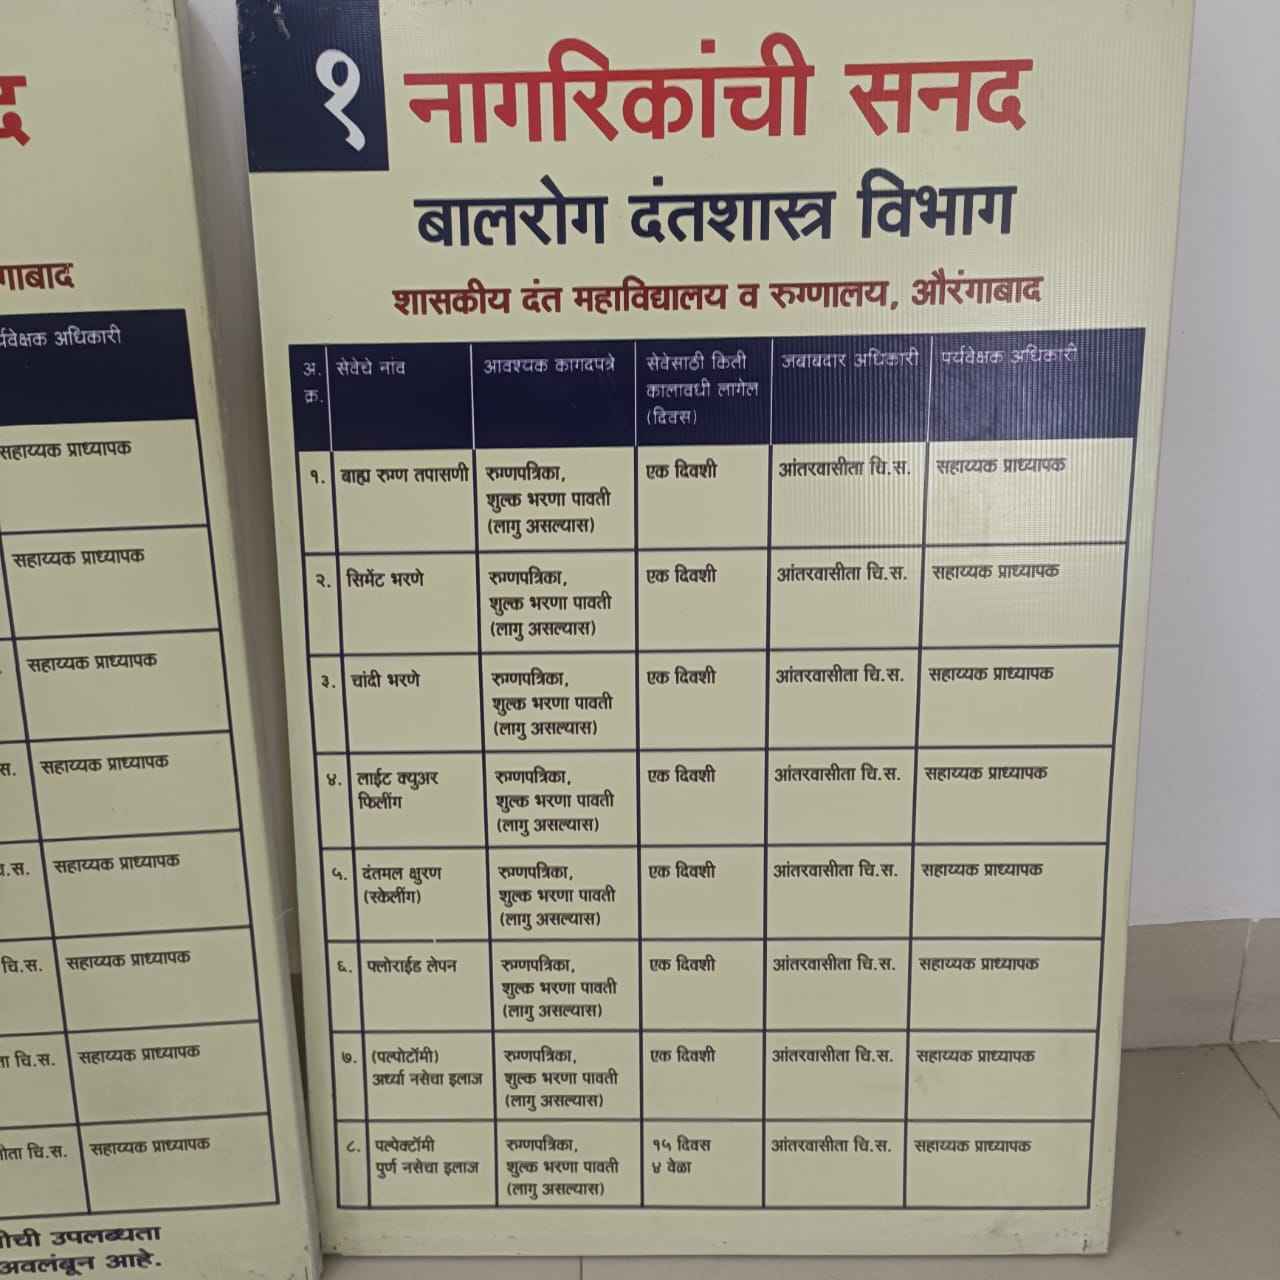 द
गाबाद
र्यवेक्षक अधिकारी
सहाय्यक प्राध्यापक
सहाय्यक प्राध्यापक
सहाय्यक प्राध्यापक
स. सहाय्यक प्राध्यापक
चि.स. सहाय्यक प्राध्यापक
चि.स. सहाय्यक प्राध्यापक
ता चि.स. सहाय्यक प्राध्यापक
ीता चि.स. सहाय्यक प्राध्यापक
ीची उपलब्धता
अवलंबून आहे.
१ नागरिकांची सनद
बालरोग दंतशास्त्र विभाग
शासकीय दंत महाविद्यालय व रुग्णालय, औरंगाबाद
अ. सेवेचे नांव आवश्यक कागदपत्रे सेवेसाठी किती जबाबदार अधिकारी पर्यवेक्षक अधिकारी
क्र. कालावधी लागेल
(दिवस)
१. बाह्य रुग्ण तपासणी रुग्णपत्रिका, एक दिवशी आंतरवासीता चि.स. सहाय्यक प्राध्यापक
शुल्क भरणा पावती
(लागु असल्यास)
२. सिमेंट भरणे रुग्णपत्रिका, एक दिवशी आंतरवासीता चि.स. सहाय्यक प्राध्यापक
शुल्क भरणा पावती
(लागु असल्यास)
३. चांदी भरणे रुग्णपत्रिका, एक दिवशी आंतरवासीता चि.स. सहाय्यक प्राध्यापक
शुल्क भरणा पावती
(लागु असल्यास)
४. लाईट क्युअर रुग्णपत्रिका, एक दिवशी आंतरवासीता चि.स. सहाय्यक प्राध्यापक
फिलींग शुल्क भरणा पावती
(लागु असल्यास)
५. दंतमल क्षुरण रुग्णपत्रिका, एक दिवशी आंतरवासीता चि.स. सहाय्यक प्राध्यापक
(स्केलींग) शुल्क भरणा पावती
(लागु असल्यास)
६. फ्लोराईड लेपन रुग्णपत्रिका, एक दिवशी आंतरवासीता चि.स. सहाय्यक प्राध्यापक
शुल्क भरणा पावती
(लागु असल्यास)
७. (पल्पोटॉमी) रुग्णपत्रिका, एक दिवशी आंतरवासीता चि.स. सहाय्यक प्राध्यापक
अर्ध्या नसेचा इलाज शुल्क भरणा पावती
(लागु असल्यास)
८. पल्पेक्टॉमी रुग्णपत्रिका, १५ दिवस आंतरवासीता चि.स. सहाय्यक प्राध्यापक
पुर्ण नसेचा इलाज शुल्क भरणा पावती ४ वेळा
(लागु असल्यास)